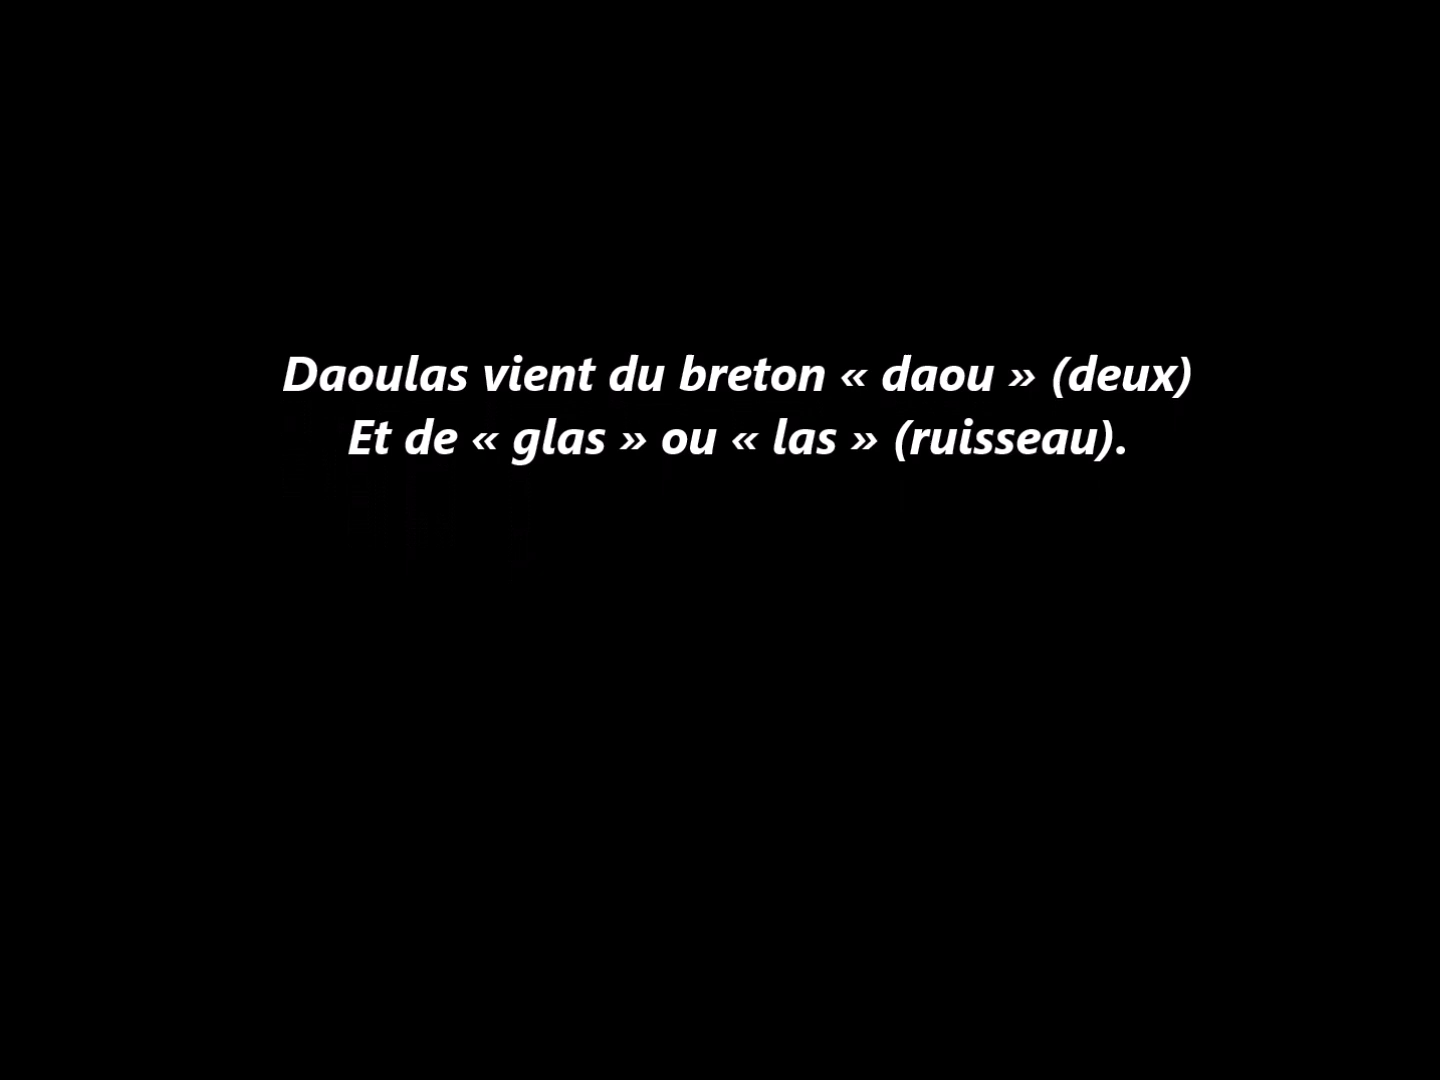 Daoulas vient du breton « daou » (deux)
Et de « glas » ou « las » (ruisseau).